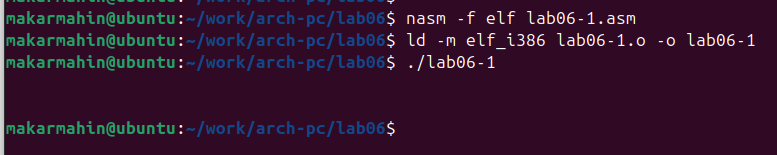 makarmahin@ubuntu:~/work/arch-pc/lab06$ nasm -f elf lab06-1.asm
makarmahin@ubuntu:~/work/arch-pc/lab06$ ld -m elf_i386 lab06-1.o -o lab06-1
makarmahin@ubuntu:~/work/arch-pc/lab06$ ./lab06-1
makarmahin@ubuntu:~/work/arch-pc/lab06$